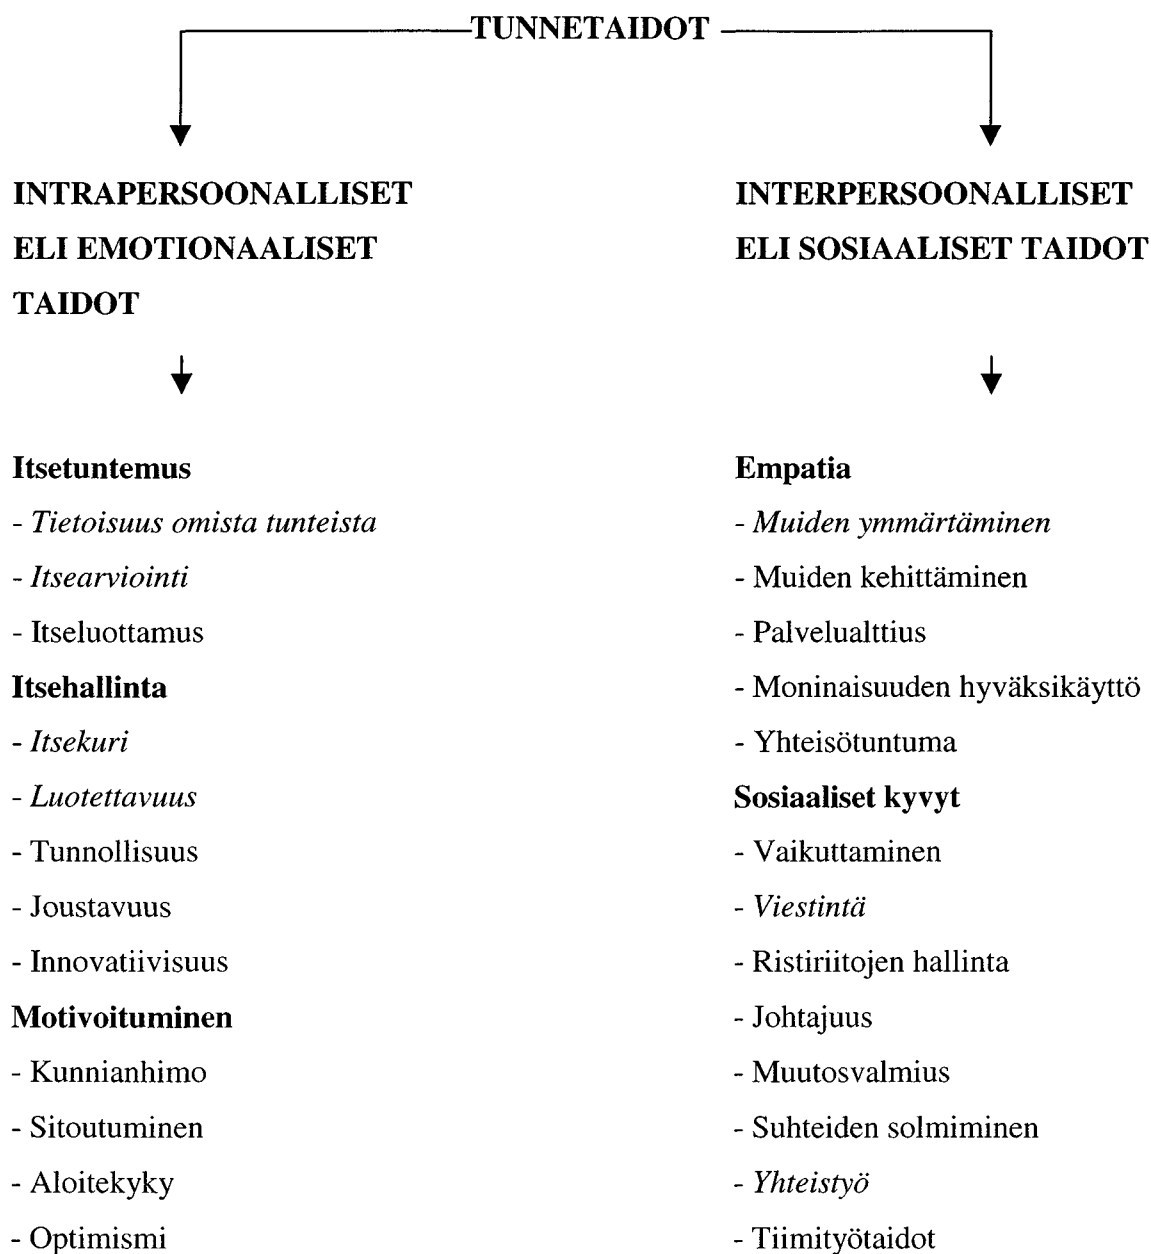 TUNNETAIDOT
INTRAPERSOONALLISET
ELI EMOTIONAALISET
TAIDOT
Itsetuntemus
- Tietoisuus omista tunteista
- Itsearviointi
- Itseluottamus
Itsehallinta
- Itsekuri
- Luotettavuus
- Tunnollisuus
- Joustavuus
- Innovatiivisuus
Motivoituminen
- Kunnianhimo
- Sitoutuminen
- Aloitekyky
- Optimismi
INTERPERSOONALLISET
ELI SOSIAALISET TAIDOT
Empatia
- Muiden ymmärtäminen
- Muiden kehittäminen
- Palvelualttius
- Moninaisuuden hyväksikäyttö
- Yhteisötuntuma
Sosiaaliset kyvyt
- Vaikuttaminen
- Viestintä
- Ristiriitojen hallinta
- Johtajuus
- Muutosvalmius
- Suhteiden solmiminen
- Yhteistyö
- Tiimityötaidot